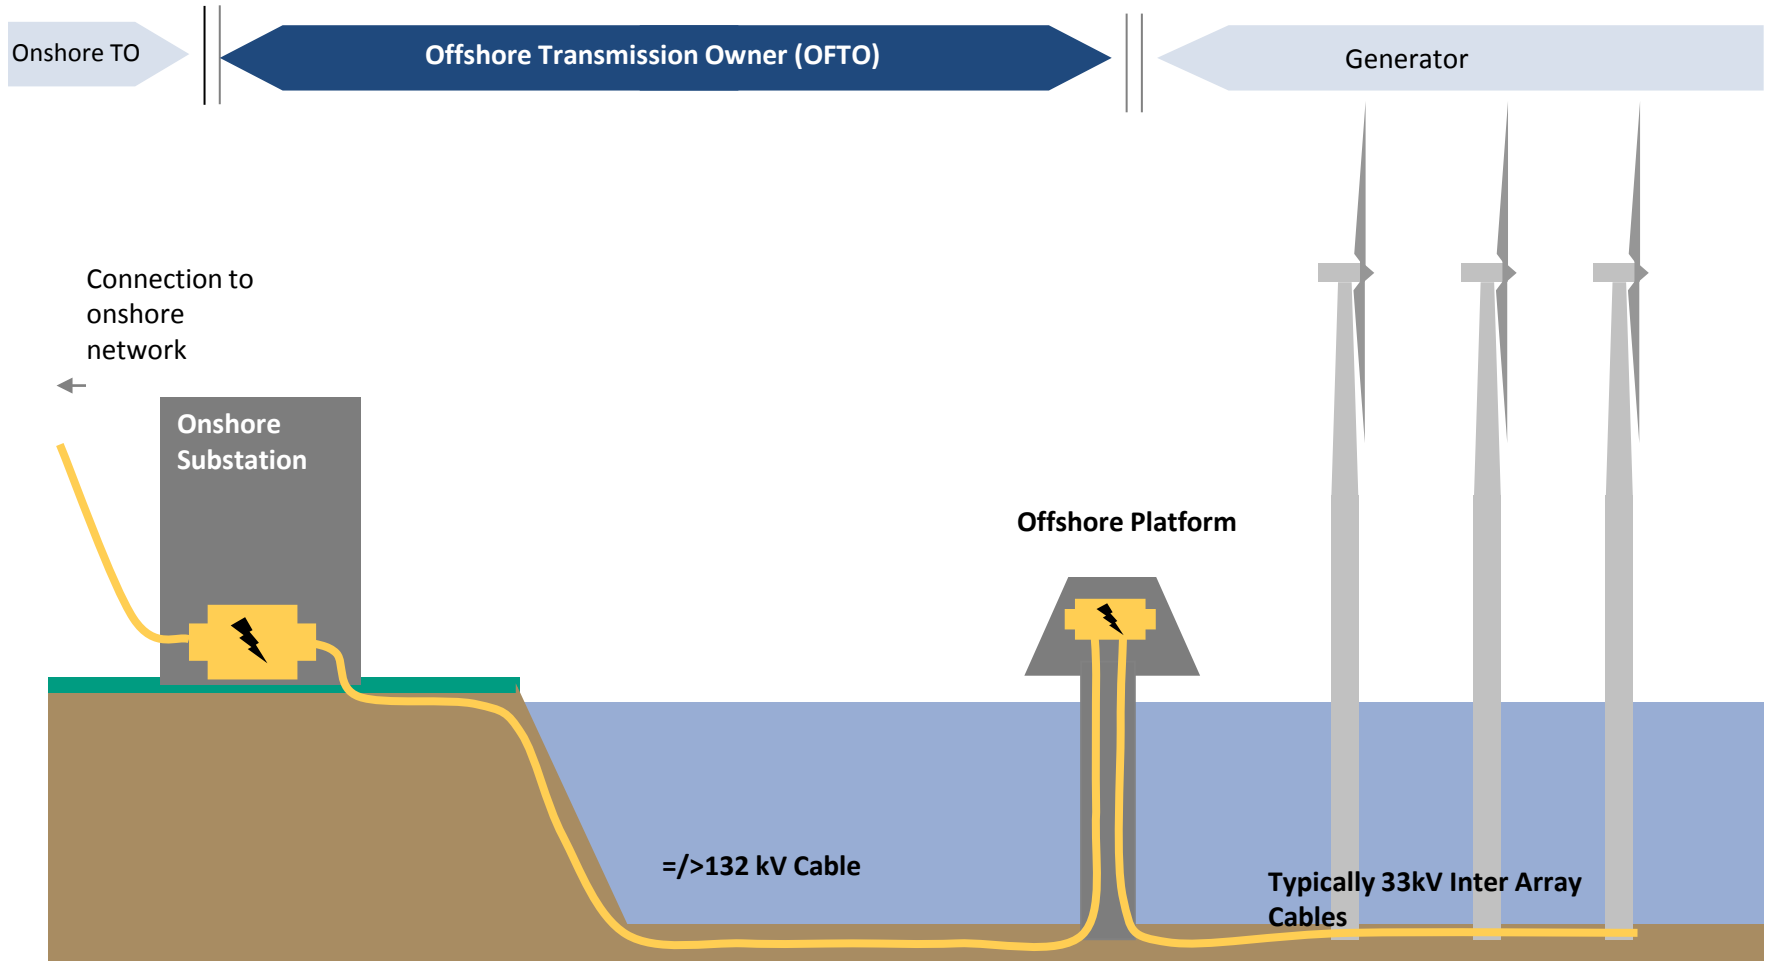 Onshore TO
Offshore Transmission Owner (OFTO)
Generator
Connection to
onshore
network
Onshore
Substation
Offshore Platform
=/>132 kV Cable
Typically 33kV Inter Array
Cables